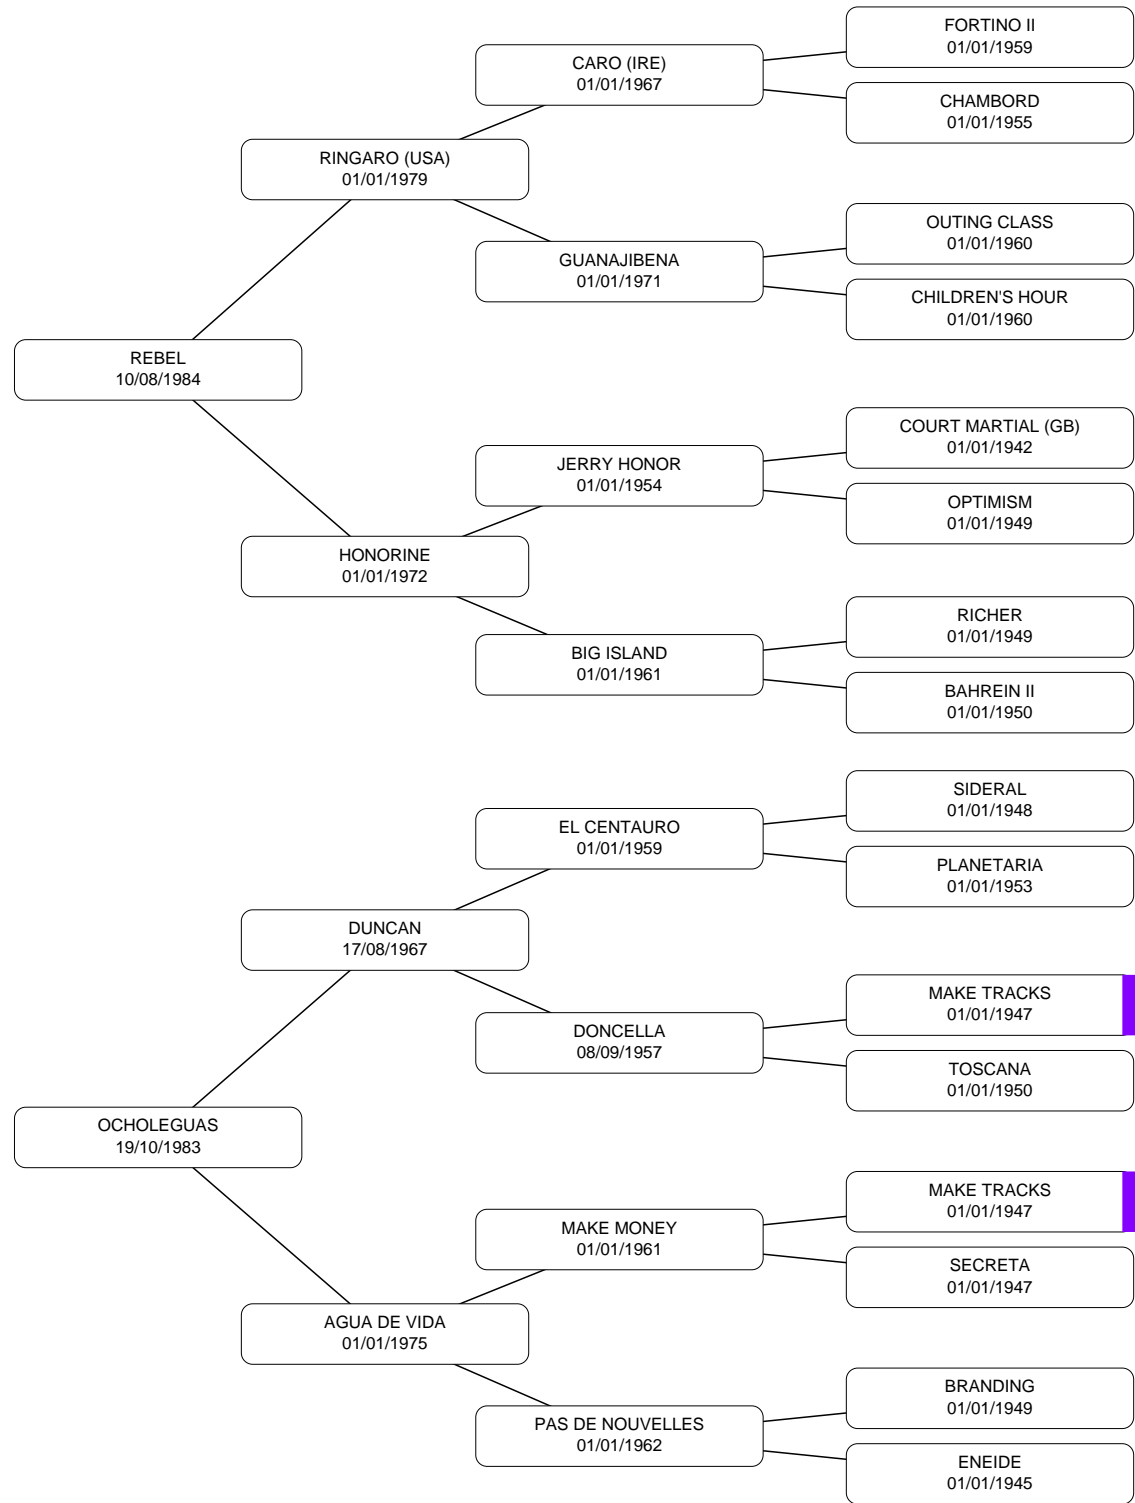 FORTINO II
01/01/1959
CARO (IRE)
01/01/1967
CHAMBORD
01/01/1955
RINGARO (USA)
01/01/1979
OUTING CLASS
01/01/1960
GUANAJIBENA
01/01/1971
CHILDREN'S HOUR
01/01/1960
REBEL
10/08/1984
COURT MARTIAL (GB)
01/01/1942
JERRY HONOR
01/01/1954
OPTIMISM
01/01/1949
HONORINE
01/01/1972
RICHER
01/01/1949
BIG ISLAND
01/01/1961
BAHREIN II
01/01/1950
SIDERAL
01/01/1948
EL CENTAURO
01/01/1959
PLANETARIA
01/01/1953
DUNCAN
17/08/1967
MAKE TRACKS
01/01/1947
DONCELLA
08/09/1957
TOSCANA
01/01/1950
OCHOLEGUAS
19/10/1983
MAKE TRACKS
01/01/1947
MAKE MONEY
01/01/1961
SECRETA
01/01/1947
AGUA DE VIDA
01/01/1975
BRANDING
01/01/1949
PAS DE NOUVELLES
01/01/1962
ENEIDE
01/01/1945